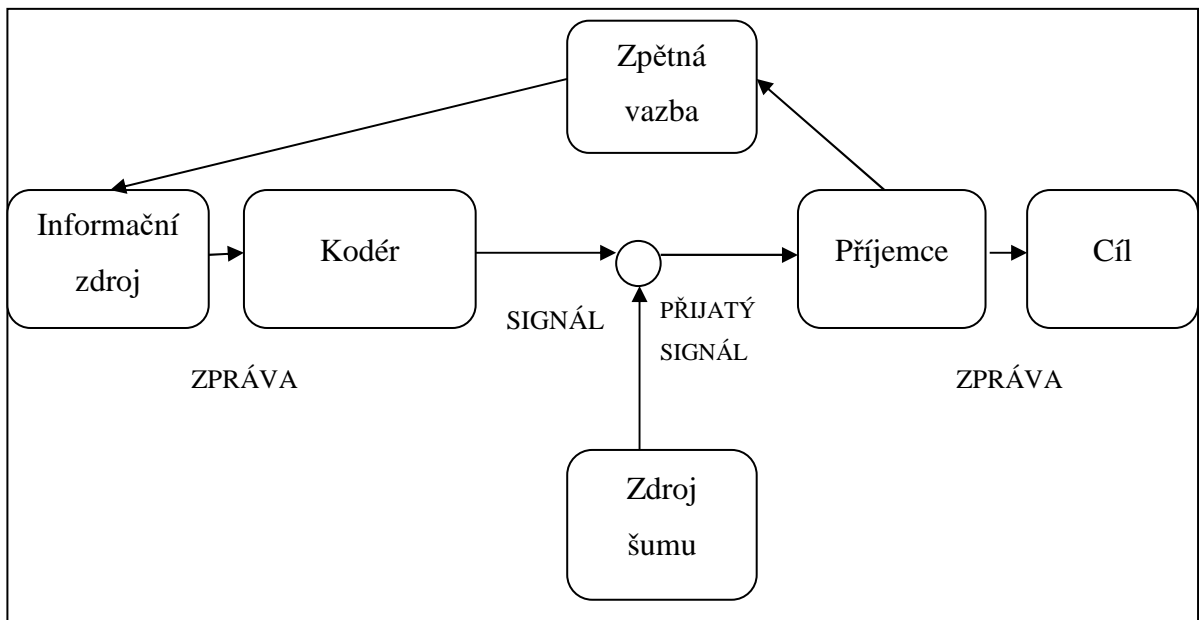 Zpětná
vazba
Informační
zdroj
Kodér
Příjemce
Cíl
SIGNÁL
PŘIJATÝ
SIGNÁL
ZPRÁVA
ZPRÁVA
Zdroj
šumu